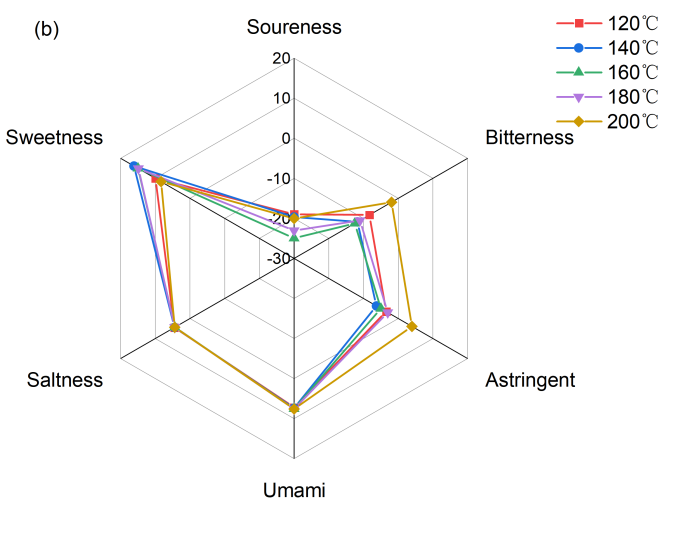 (b)
Soureness
120℃
140℃
160℃
180℃
200℃
20
10
0
-10
-20
-30
Sweetness
Bitterness
Saltness
Astringent
Umami